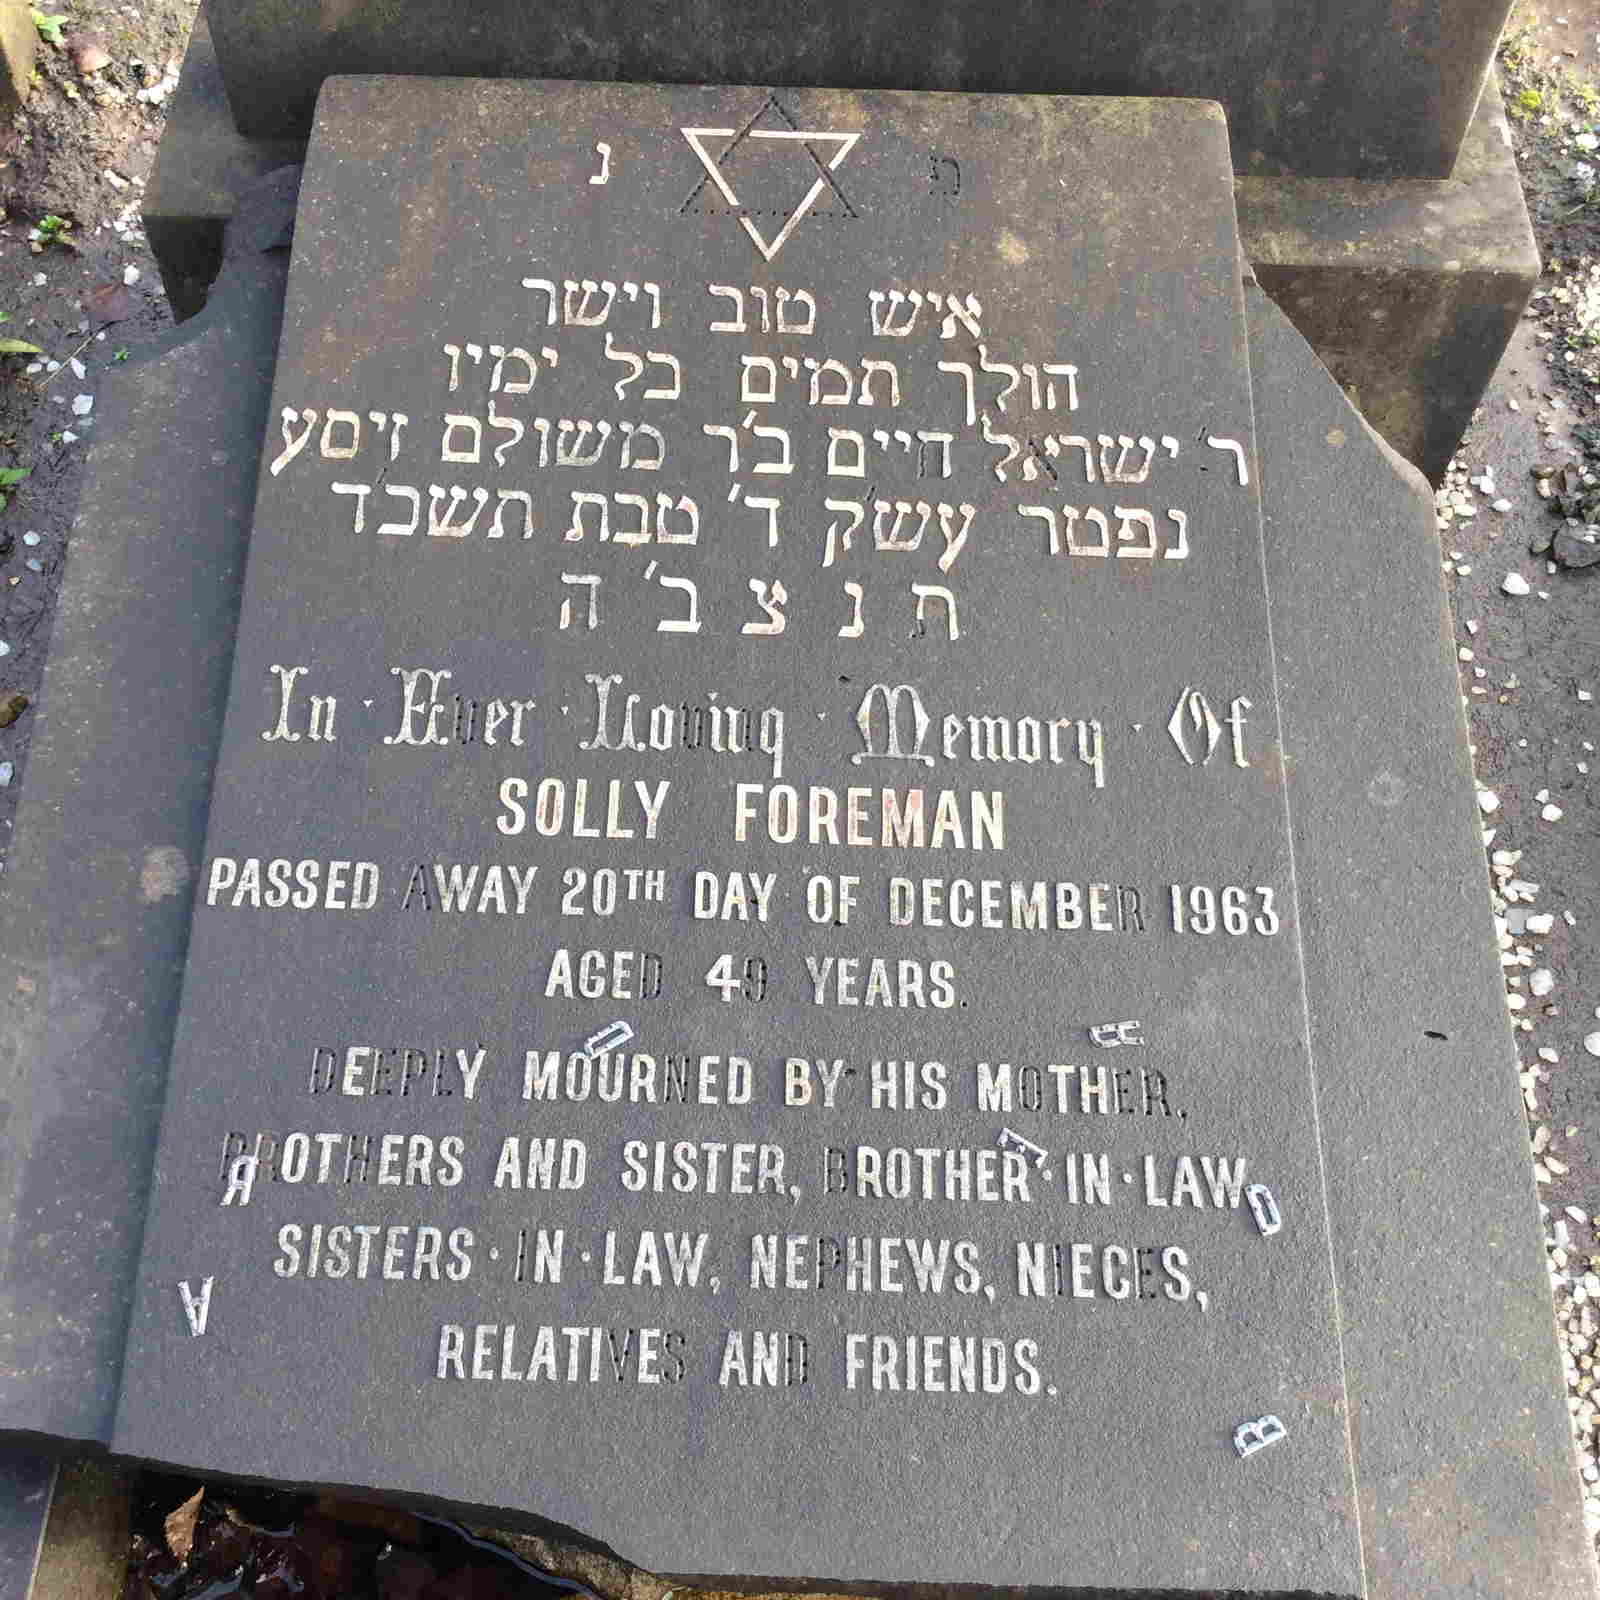 פ נ
איש טוב וישר
הולך תמים כל ימיו
ר' ישראל חיים ב'ר משולם זיסע
נפטר עש'ק ד' טבת תשכ'ד
ת נ צ ב' ה
In · Ever · Loving · Memory · Of
SOLLY FOREMAN
PASSED AWAY 20TH DAY OF DECEMBER 1963
AGED 49 YEARS.
DEEPLY MOURNED BY HIS MOTHER,
BROTHERS AND SISTER, BROTHER·IN·LAW,
SISTERS·IN·LAW, NEPHEWS, NIECES,
RELATIVES AND FRIENDS.